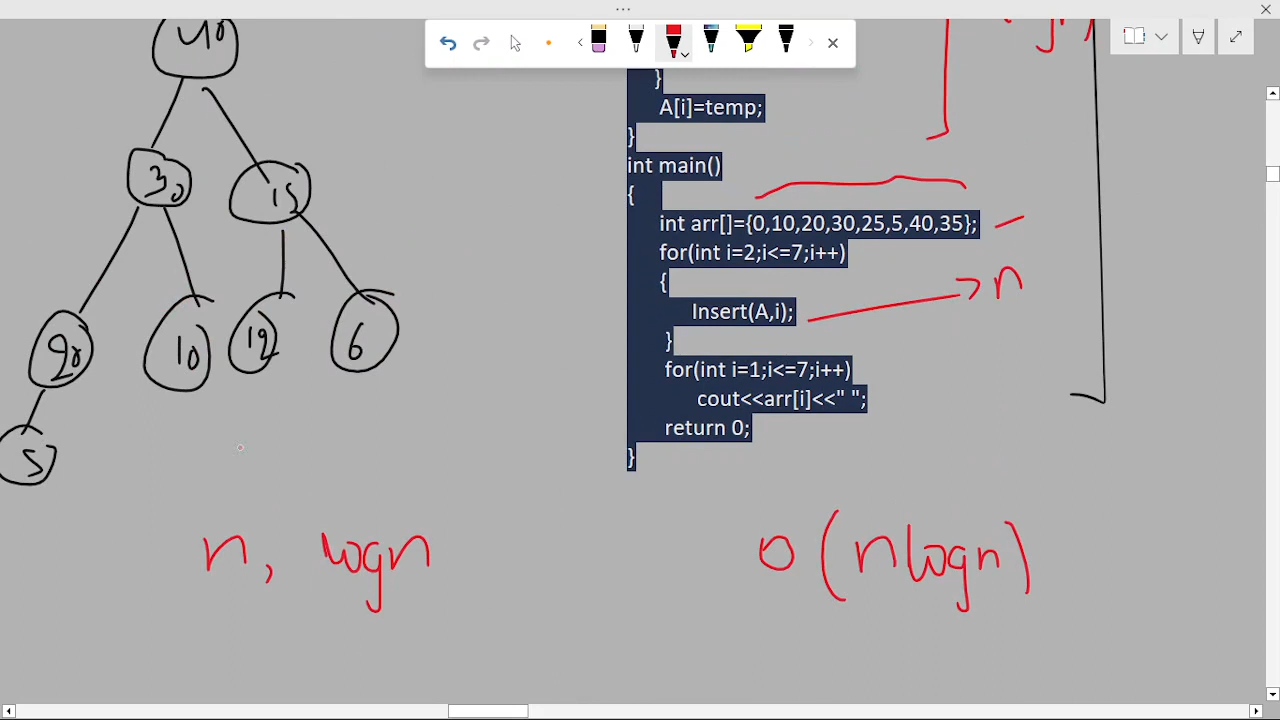 40
30
15
20
10
12
6
5
}
A[i]=temp;
}
int main()
{
int arr[]={0,10,20,30,25,5,40,35};
for(int i=2;i<=7;i++)
{
Insert(A,i);
n
}
for(int i=1;i<=7;i++)
cout<<arr[i]<<" ";
return 0;
}
n, logn
O(nlogn)